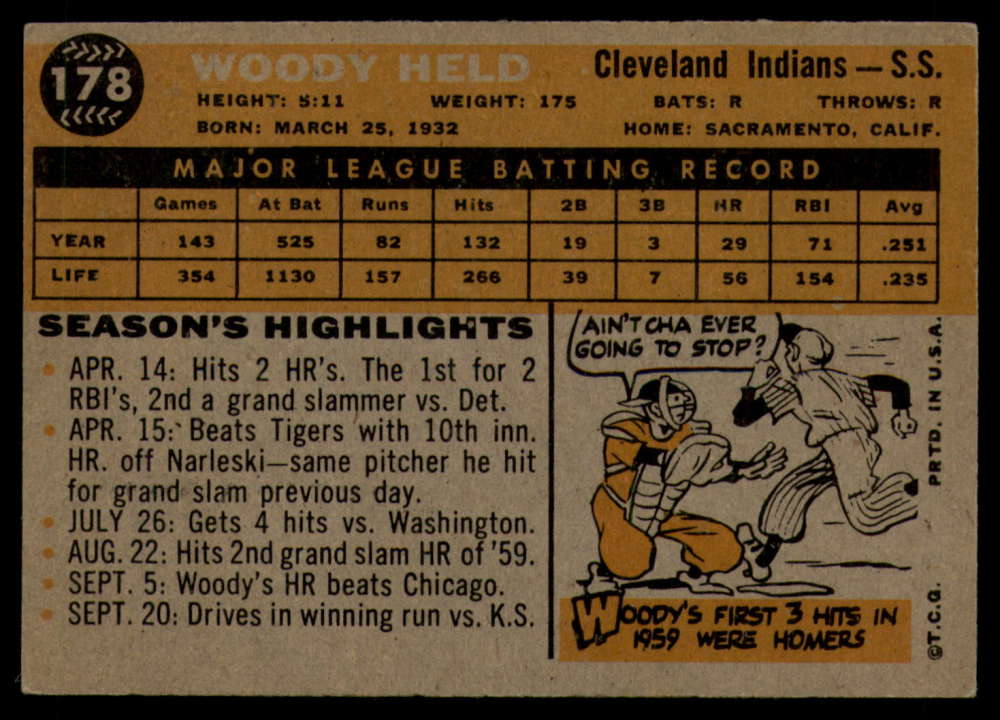 178
WOODY HELD
Cleveland Indians — S.S.
HEIGHT: 5:11 WEIGHT: 175 BATS: R THROWS: R
BORN: MARCH 25, 1932 HOME: SACRAMENTO, CALIF.
MAJOR LEAGUE BATTING RECORD
Games At Bat Runs Hits 2B 3B HR RBI Avg
YEAR 143 525 82 132 19 3 29 71 .251
LIFE 354 1130 157 266 39 7 56 154 .235
SEASON'S HIGHLIGHTS
• APR. 14: Hits 2 HR's. The 1st for 2
RBI's, 2nd a grand slammer vs. Det.
• APR. 15: Beats Tigers with 10th inn.
HR. off Narleski—same pitcher he hit
for grand slam previous day.
• JULY 26: Gets 4 hits vs. Washington.
• AUG. 22: Hits 2nd grand slam HR of '59.
• SEPT. 5: Woody's HR beats Chicago.
• SEPT. 20: Drives in winning run vs. K.S.
AIN'T CHA EVER
GOING TO STOP?
WOODY'S FIRST 3 HITS IN
1959 WERE HOMERS
©T.C.G. PRTD. IN U.S.A.